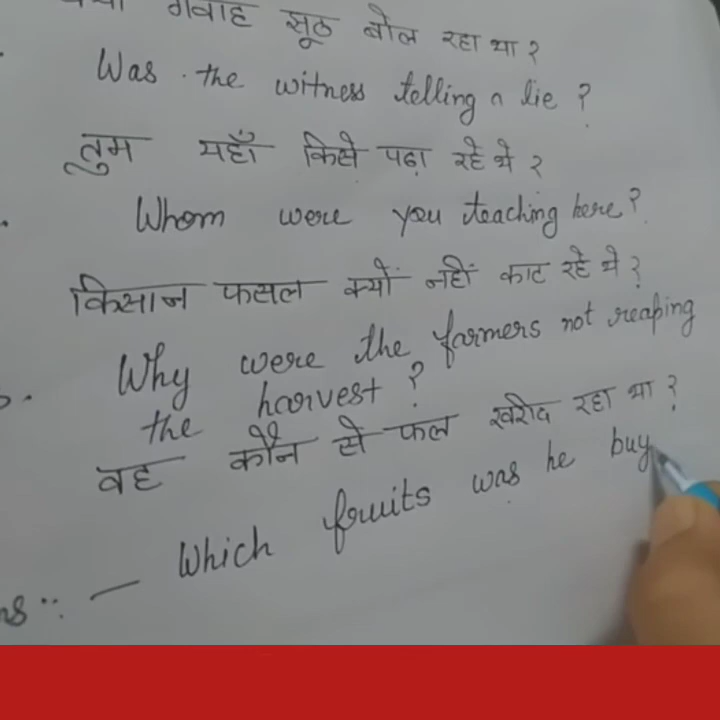 गवाह झूठ बोल रहा था ?
Was the witness telling a lie ?
तुम यहाँ किसे पढ़ा रहे थे ?
Whom were you teaching here ?
किसान फसल क्यों नहीं काट रहे थे ?
Why were the farmers not reaping
the harvest ?
वह कौन से फल खरीद रहा था ?
Which fruits was he buy